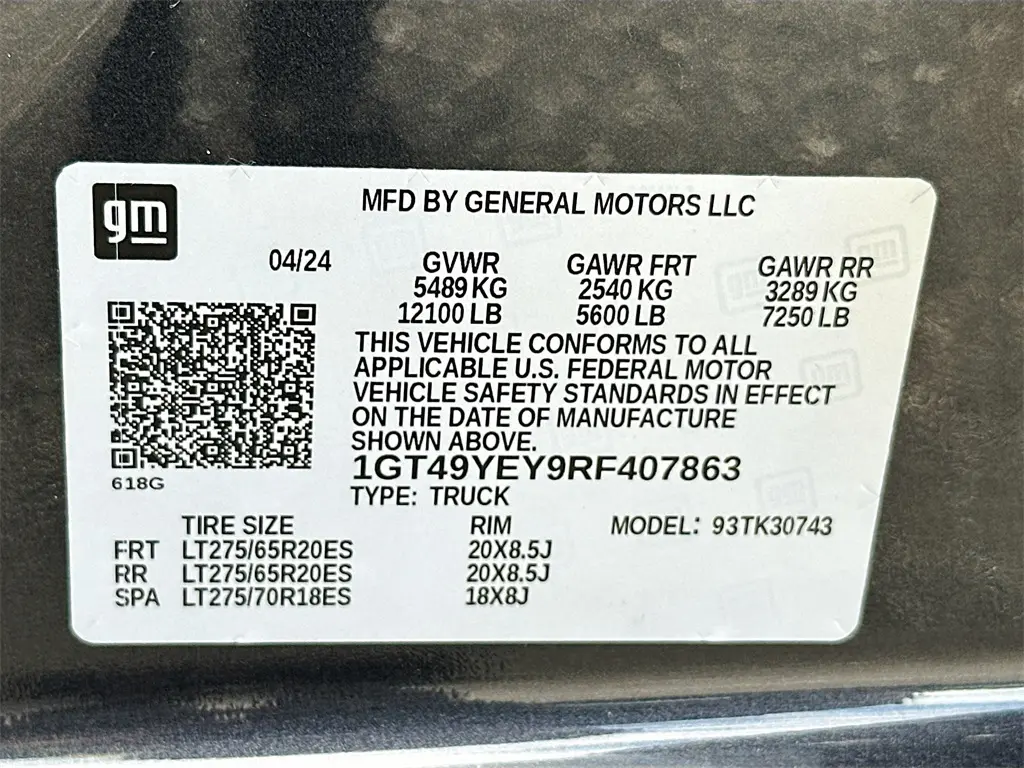 gm
MFD BY GENERAL MOTORS LLC
04/24 GVWR GAWR FRT GAWR RR
5489 KG 2540 KG 3289 KG
12100 LB 5600 LB 7250 LB
THIS VEHICLE CONFORMS TO ALL
APPLICABLE U.S. FEDERAL MOTOR
VEHICLE SAFETY STANDARDS IN EFFECT
ON THE DATE OF MANUFACTURE
SHOWN ABOVE.
1GT49YEY9RF407863
618G
TYPE: TRUCK
TIRE SIZE RIM MODEL: 93TK30743
FRT LT275/65R20ES 20X8.5J
RR LT275/65R20ES 20X8.5J
SPA LT275/70R18ES 18X8J